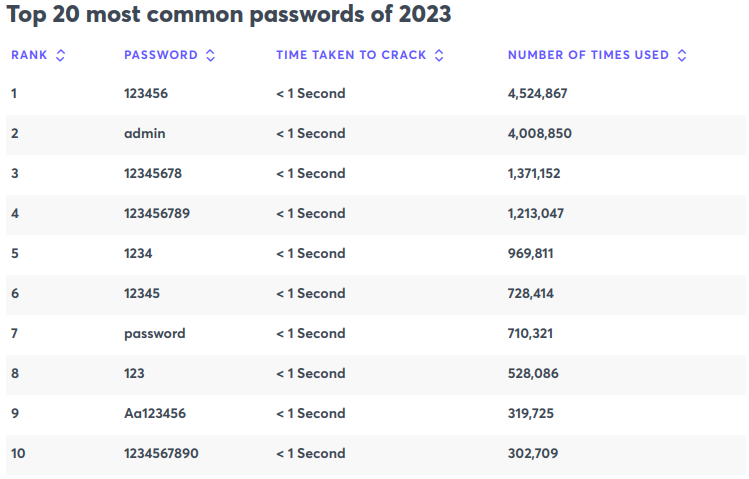 Top 20 most common passwords of 2023
RANK PASSWORD TIME TAKEN TO CRACK NUMBER OF TIMES USED
1 123456 < 1 Second 4,524,867
2 admin < 1 Second 4,008,850
3 12345678 < 1 Second 1,371,152
4 123456789 < 1 Second 1,213,047
5 1234 < 1 Second 969,811
6 12345 < 1 Second 728,414
7 password < 1 Second 710,321
8 123 < 1 Second 528,086
9 Aa123456 < 1 Second 319,725
10 1234567890 < 1 Second 302,709